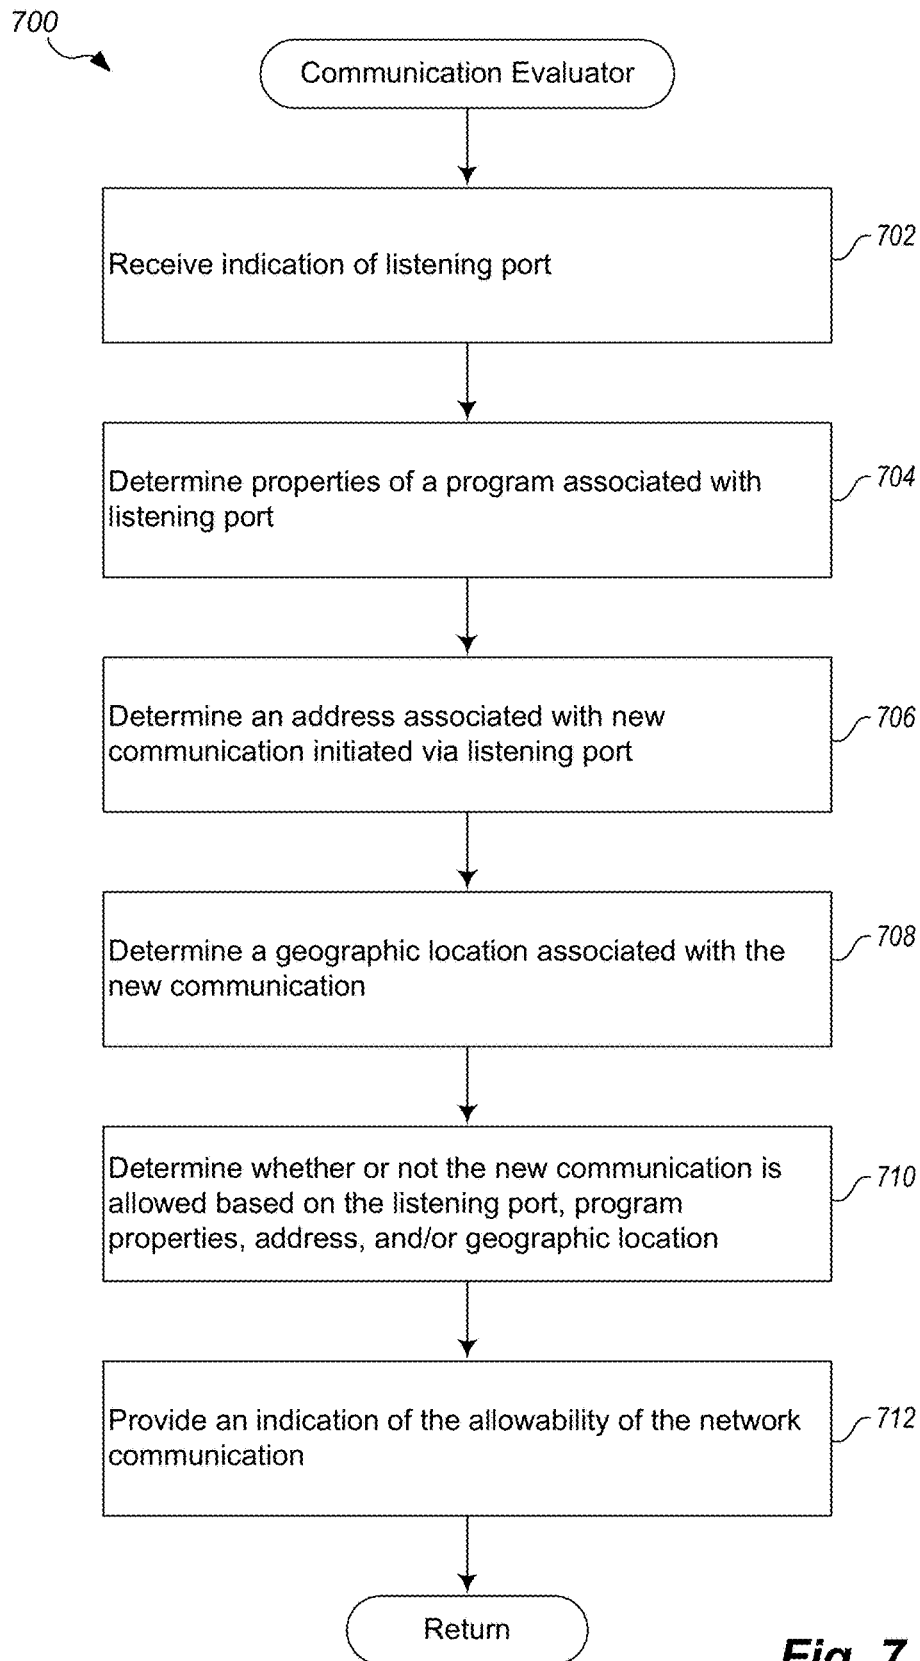 700
Communication Evaluator
Receive indication of listening port
702
Determine properties of a program associated with
listening port
704
Determine an address associated with new
communication initiated via listening port
706
Determine a geographic location associated with the
new communication
708
Determine whether or not the new communication is
allowed based on the listening port, program
properties, address, and/or geographic location
710
Provide an indication of the allowability of the network
communication
712
Return
Fig. 7